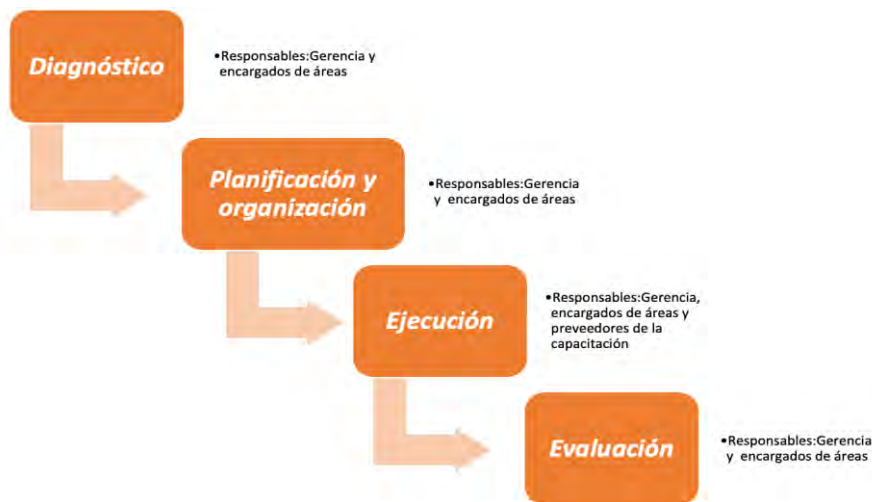 Diagnóstico
•Responsables:Gerencia y
encargados de áreas
Planificación y
organización
•Responsables:Gerencia
y encargados de áreas
Ejecución
•Responsables:Gerencia,
encargados de áreas y
preveedores de la
capacitación
Evaluación
•Responsables:Gerencia
y encargados de áreas